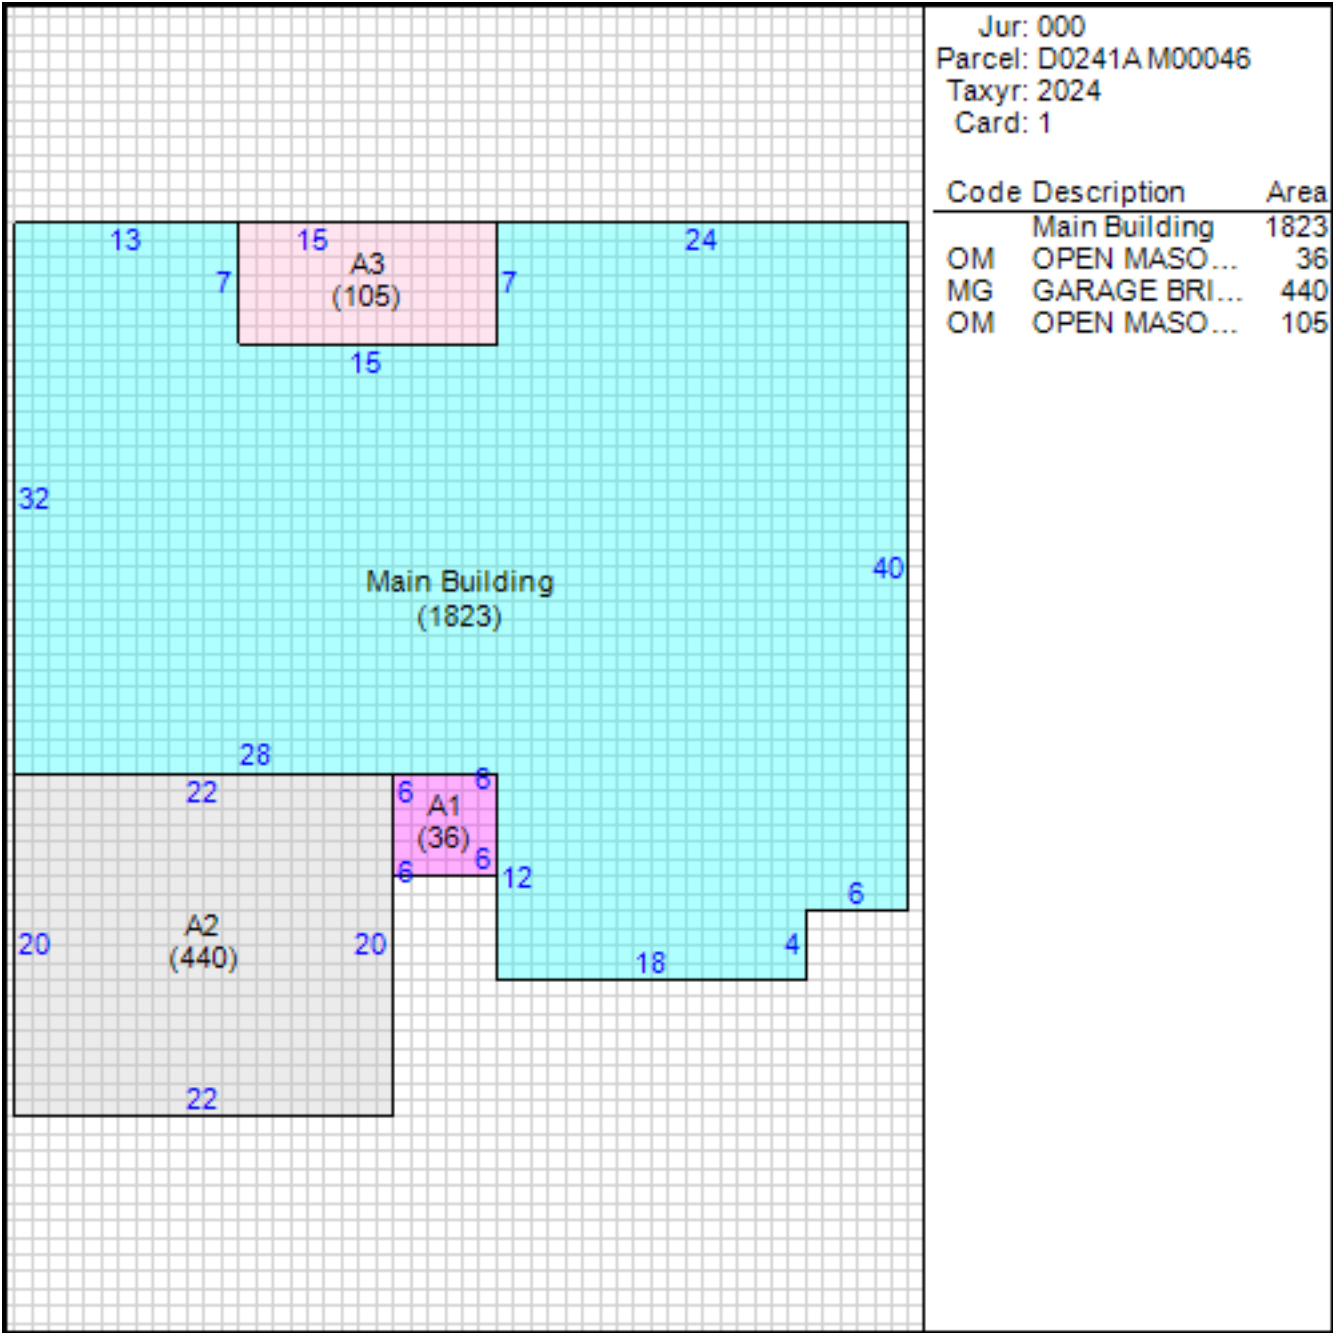 Jur: 000
Parcel: D0241A M00046
Taxyr: 2024
Card: 1
Code Description Area
Main Building 1823
OM OPEN MASO... 36
MG GARAGE BRI... 440
OM OPEN MASO... 105
13 15 24
7 A3 7
(105)
15
32
40
Main Building
(1823)
28
22 6 6
A1
(36)
6 6 12
6
A2
20 20 4
(440)
18
22